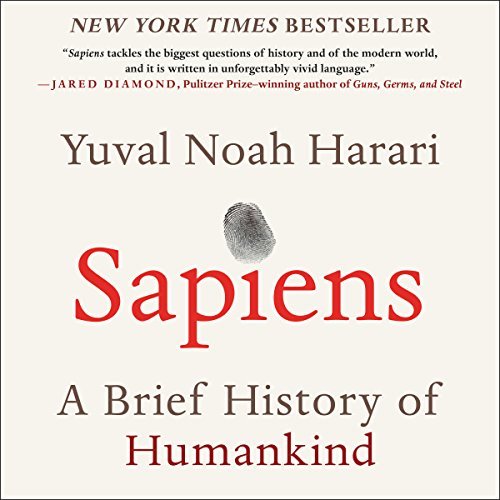 NEW YORK TIMES BESTSELLER
“Sapiens tackles the biggest questions of history and of the modern world,
and it is written in unforgettably vivid language.”
—JARED DIAMOND, Pulitzer Prize–winning author of Guns, Germs, and Steel
Yuval Noah Harari
Sapiens
A Brief History of
Humankind